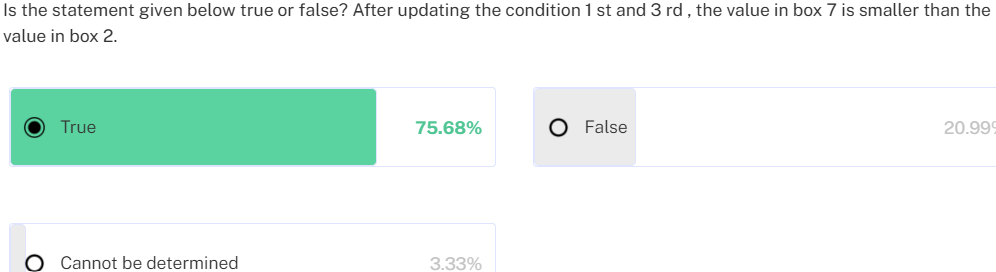 Is the statement given below true or false? After updating the condition 1 st and 3 rd , the value in box 7 is smaller than the
value in box 2.
True 75.68% False 20.99%
Cannot be determined 3.33%